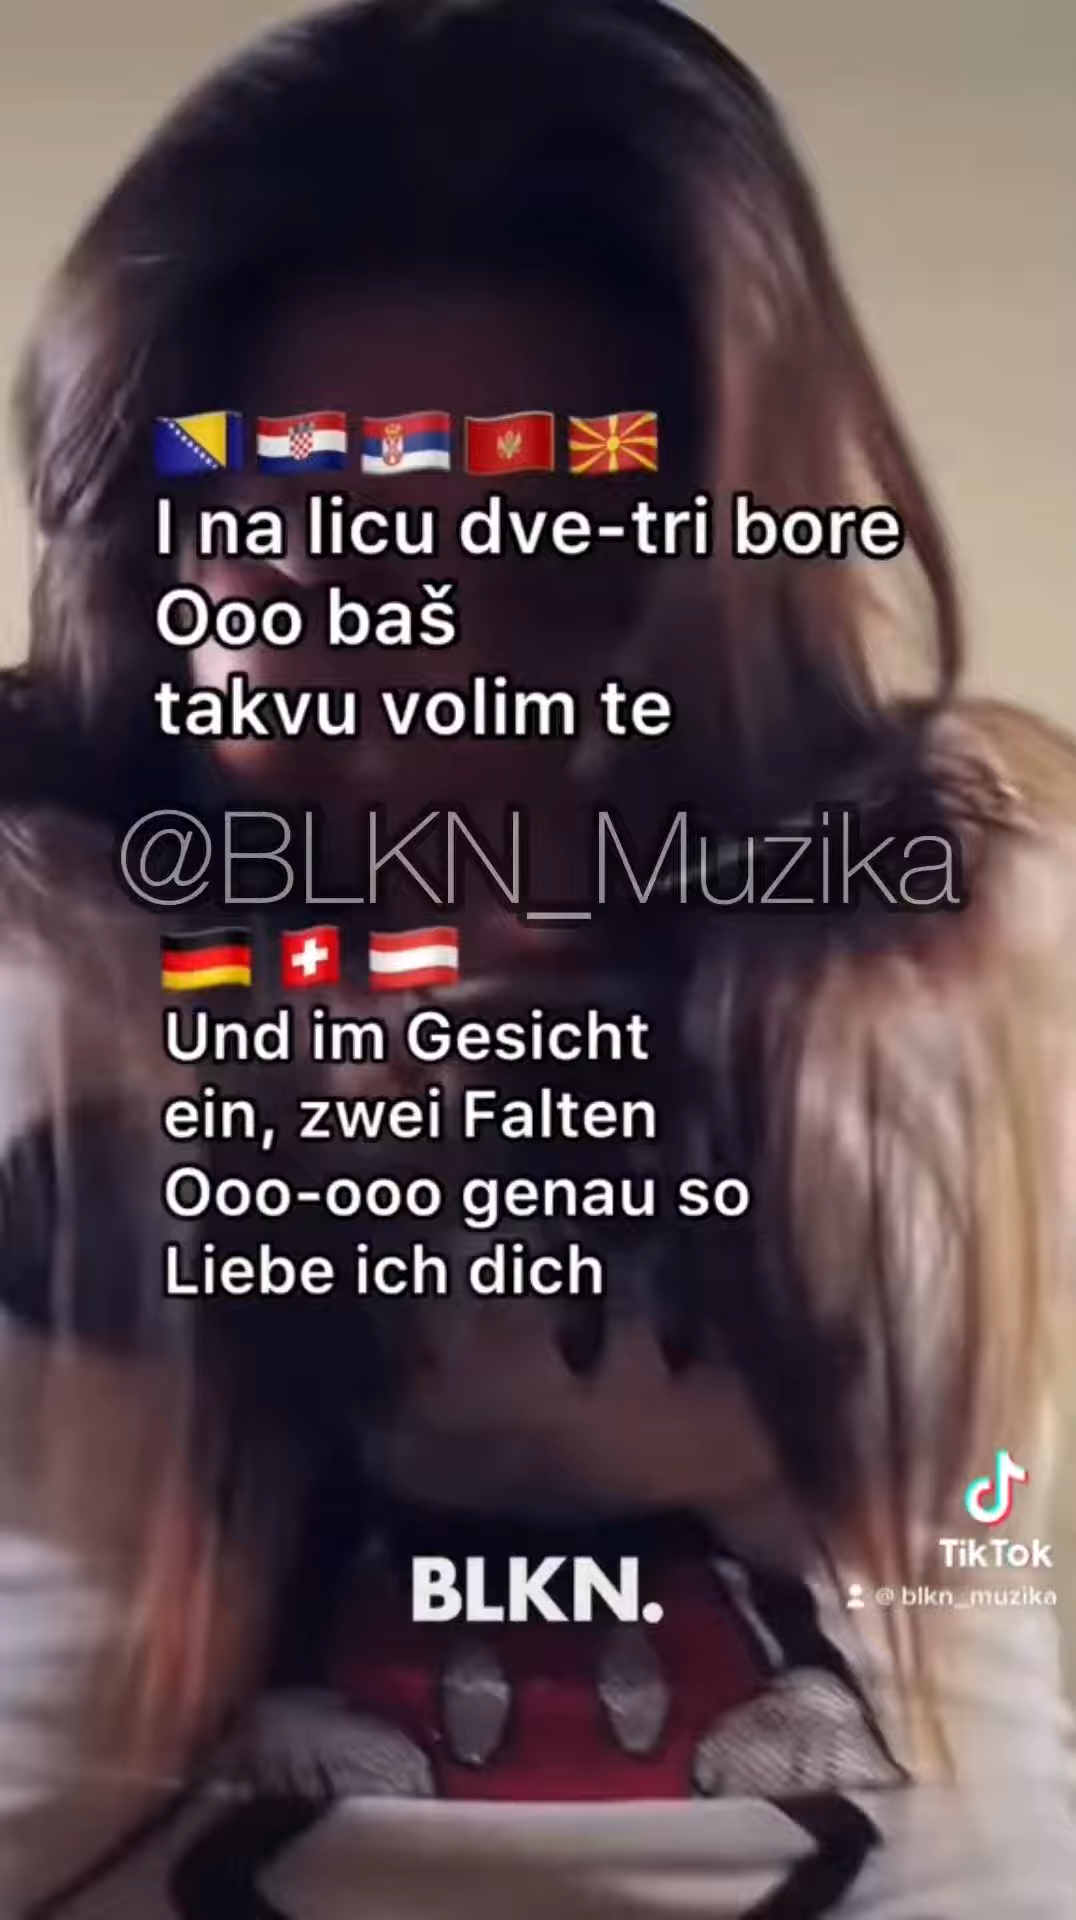 I na licu dve-tri bore
Ooo baš
takvu volim te
@BLKN_Muzika
Und im Gesicht
ein, zwei Falten
Ooo-ooo genau so
Liebe ich dich
BLKN.
TikTok
@blkn_muzika